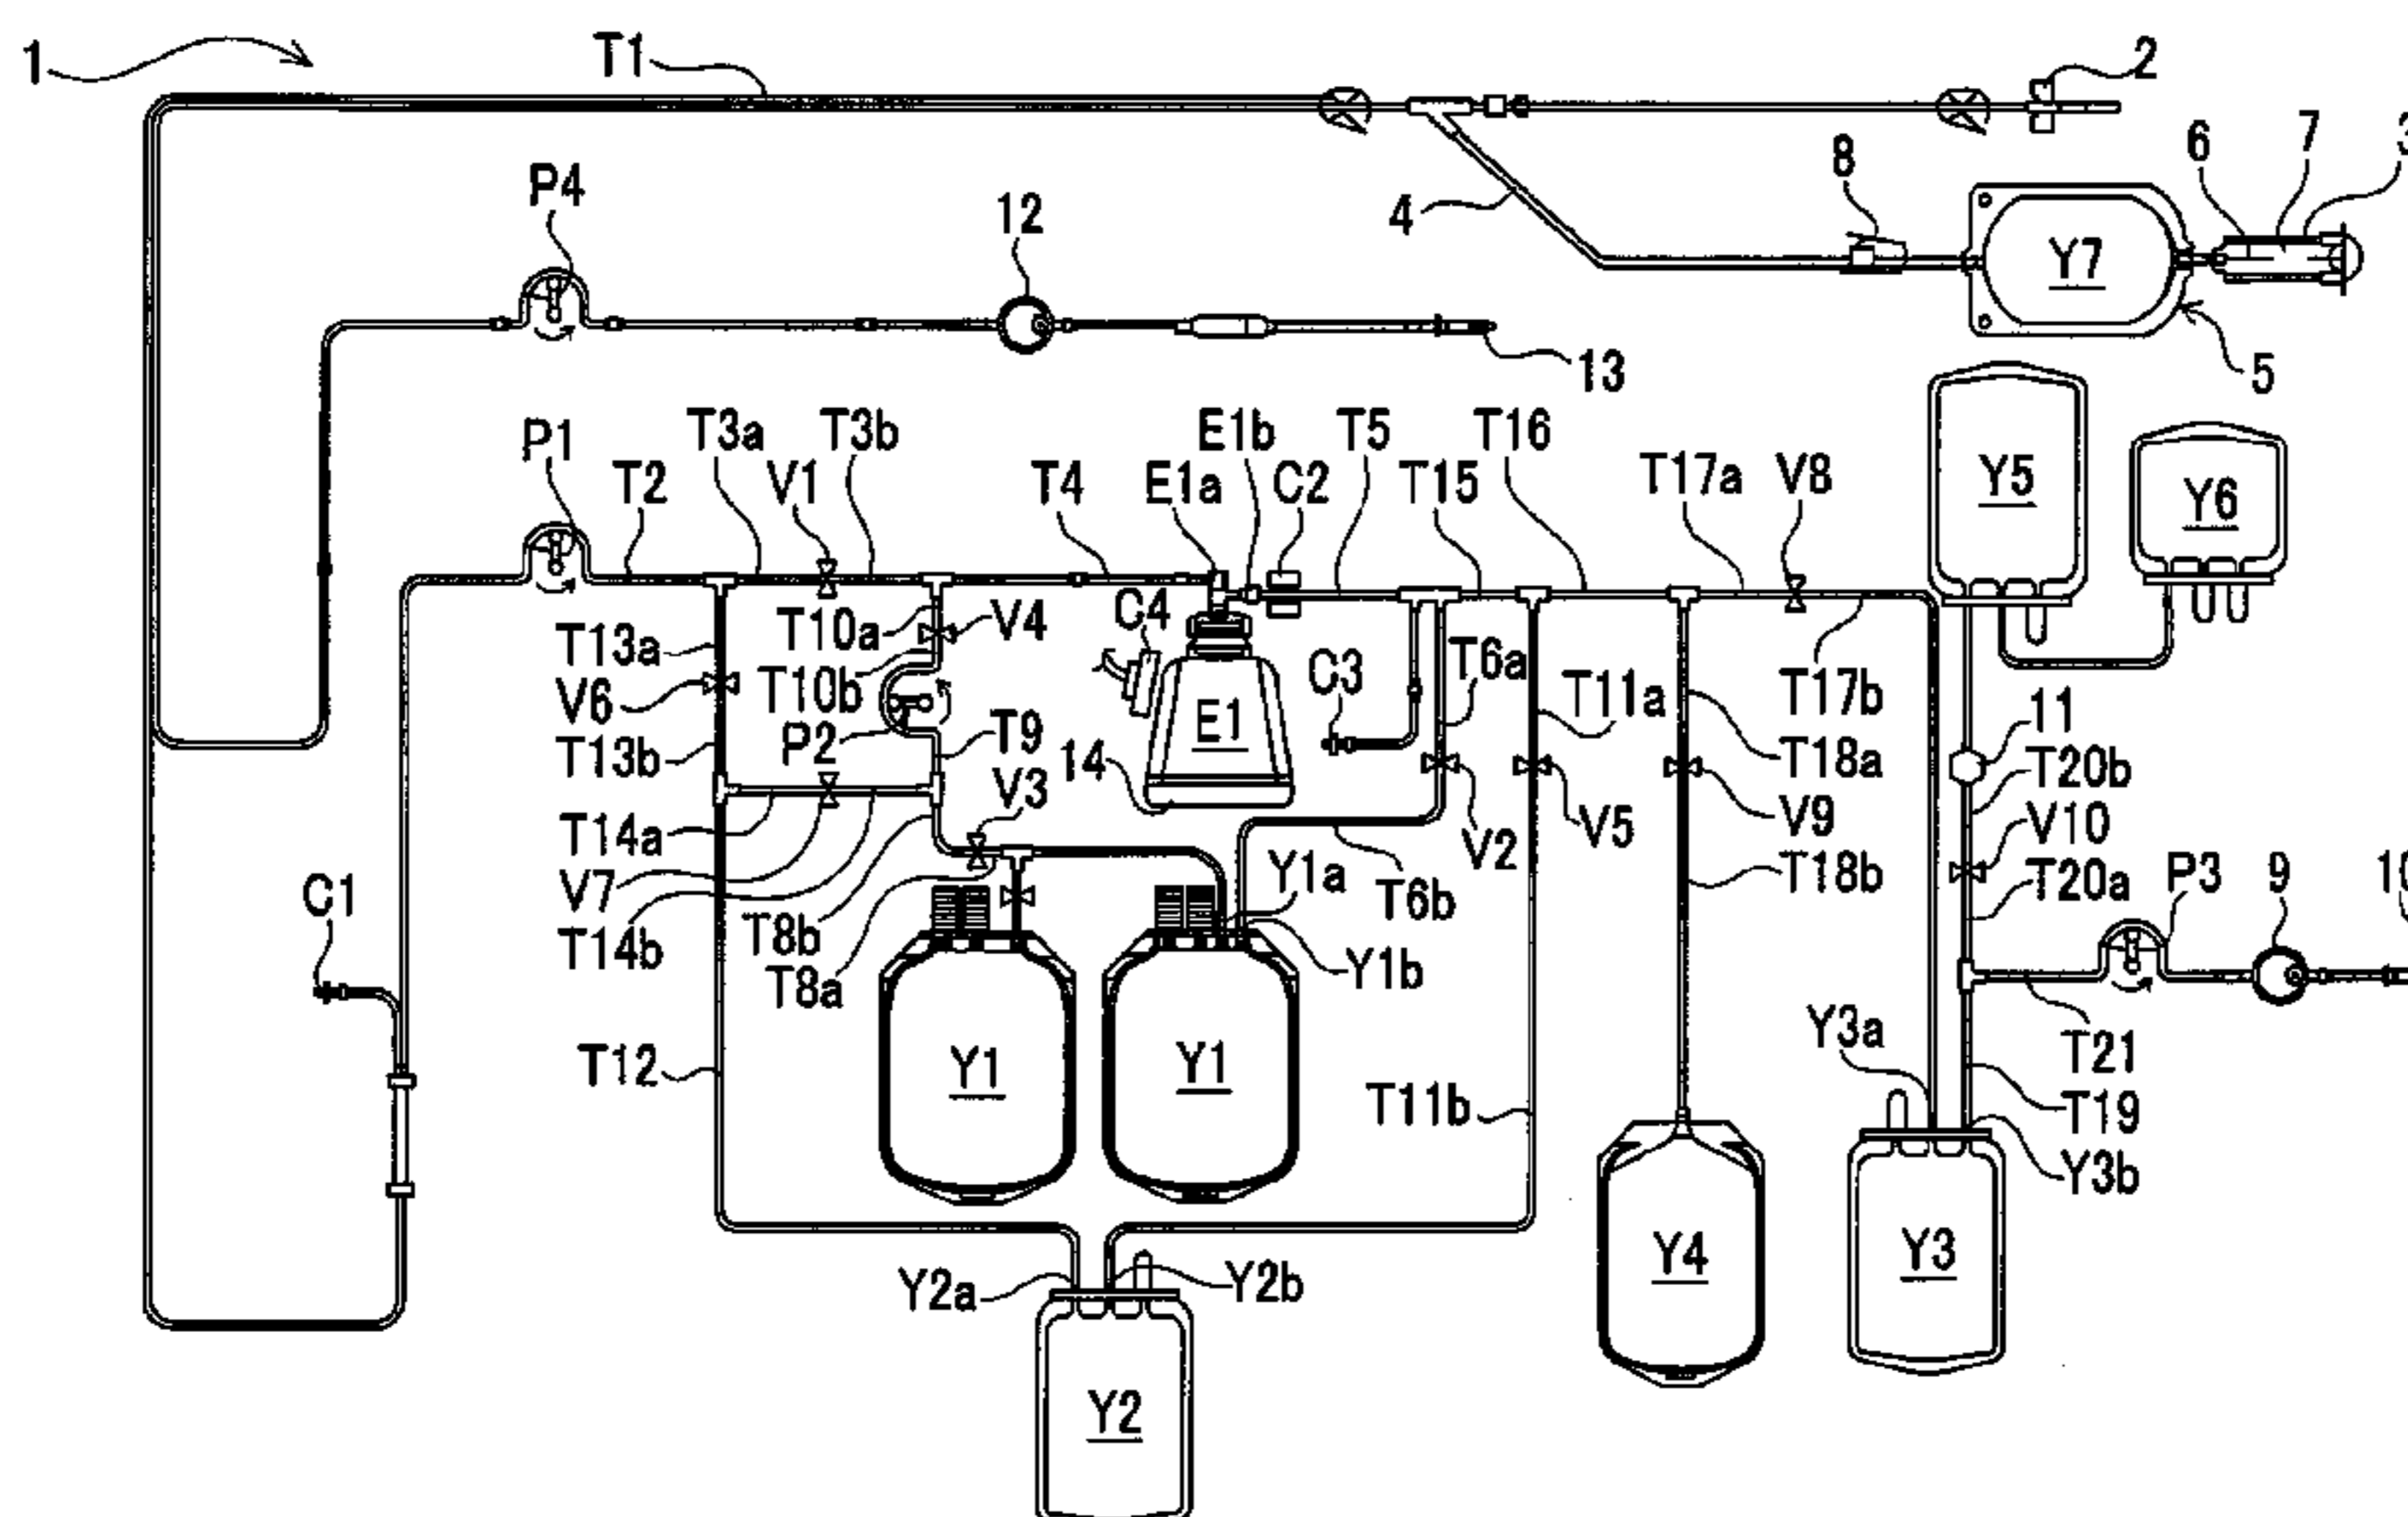 1
T1
2
P4
12
4
8
6
7
3
Y7
5
13
P1
T2
T3a
V1
T3b
T4
E1a
E1b
C2
T5
T15
T16
T17a
V8
Y5
Y6
T13a
V6
T13b
T10a
T10b
V4
C4
E1
C3
T6a
T11a
T17b
T18a
11
T20b
P2
T9
V3
14
T14a
V7
T14b
T8b
T8a
V2
V5
V9
V10
T6b
T18b
T20a
P3
9
10
C1
Y1a
Y1b
Y1
Y1
T12
T11b
Y3a
T21
T19
Y3b
Y2a
Y2b
Y4
Y3
Y2